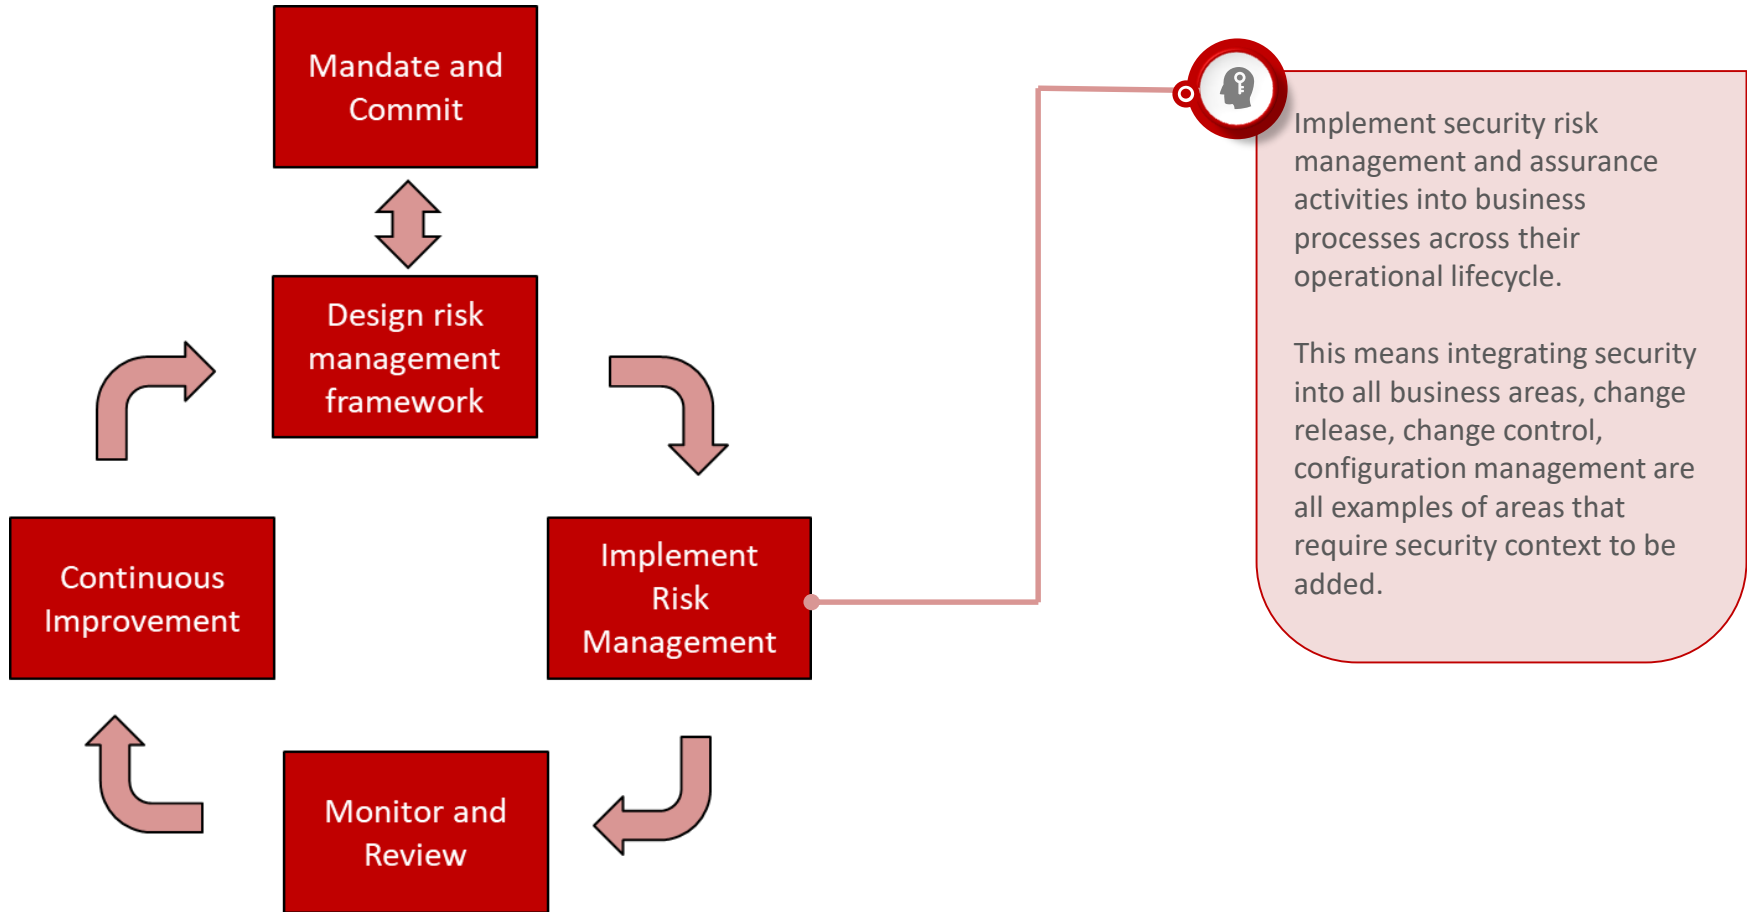 Mandate and
Commit
Design risk
management
framework
Continuous
Improvement
Implement
Risk
Management
Monitor and
Review
Implement security risk
management and assurance
activities into business
processes across their
operational lifecycle.
This means integrating security
into all business areas, change
release, change control,
configuration management are
all examples of areas that
require security context to be
added.